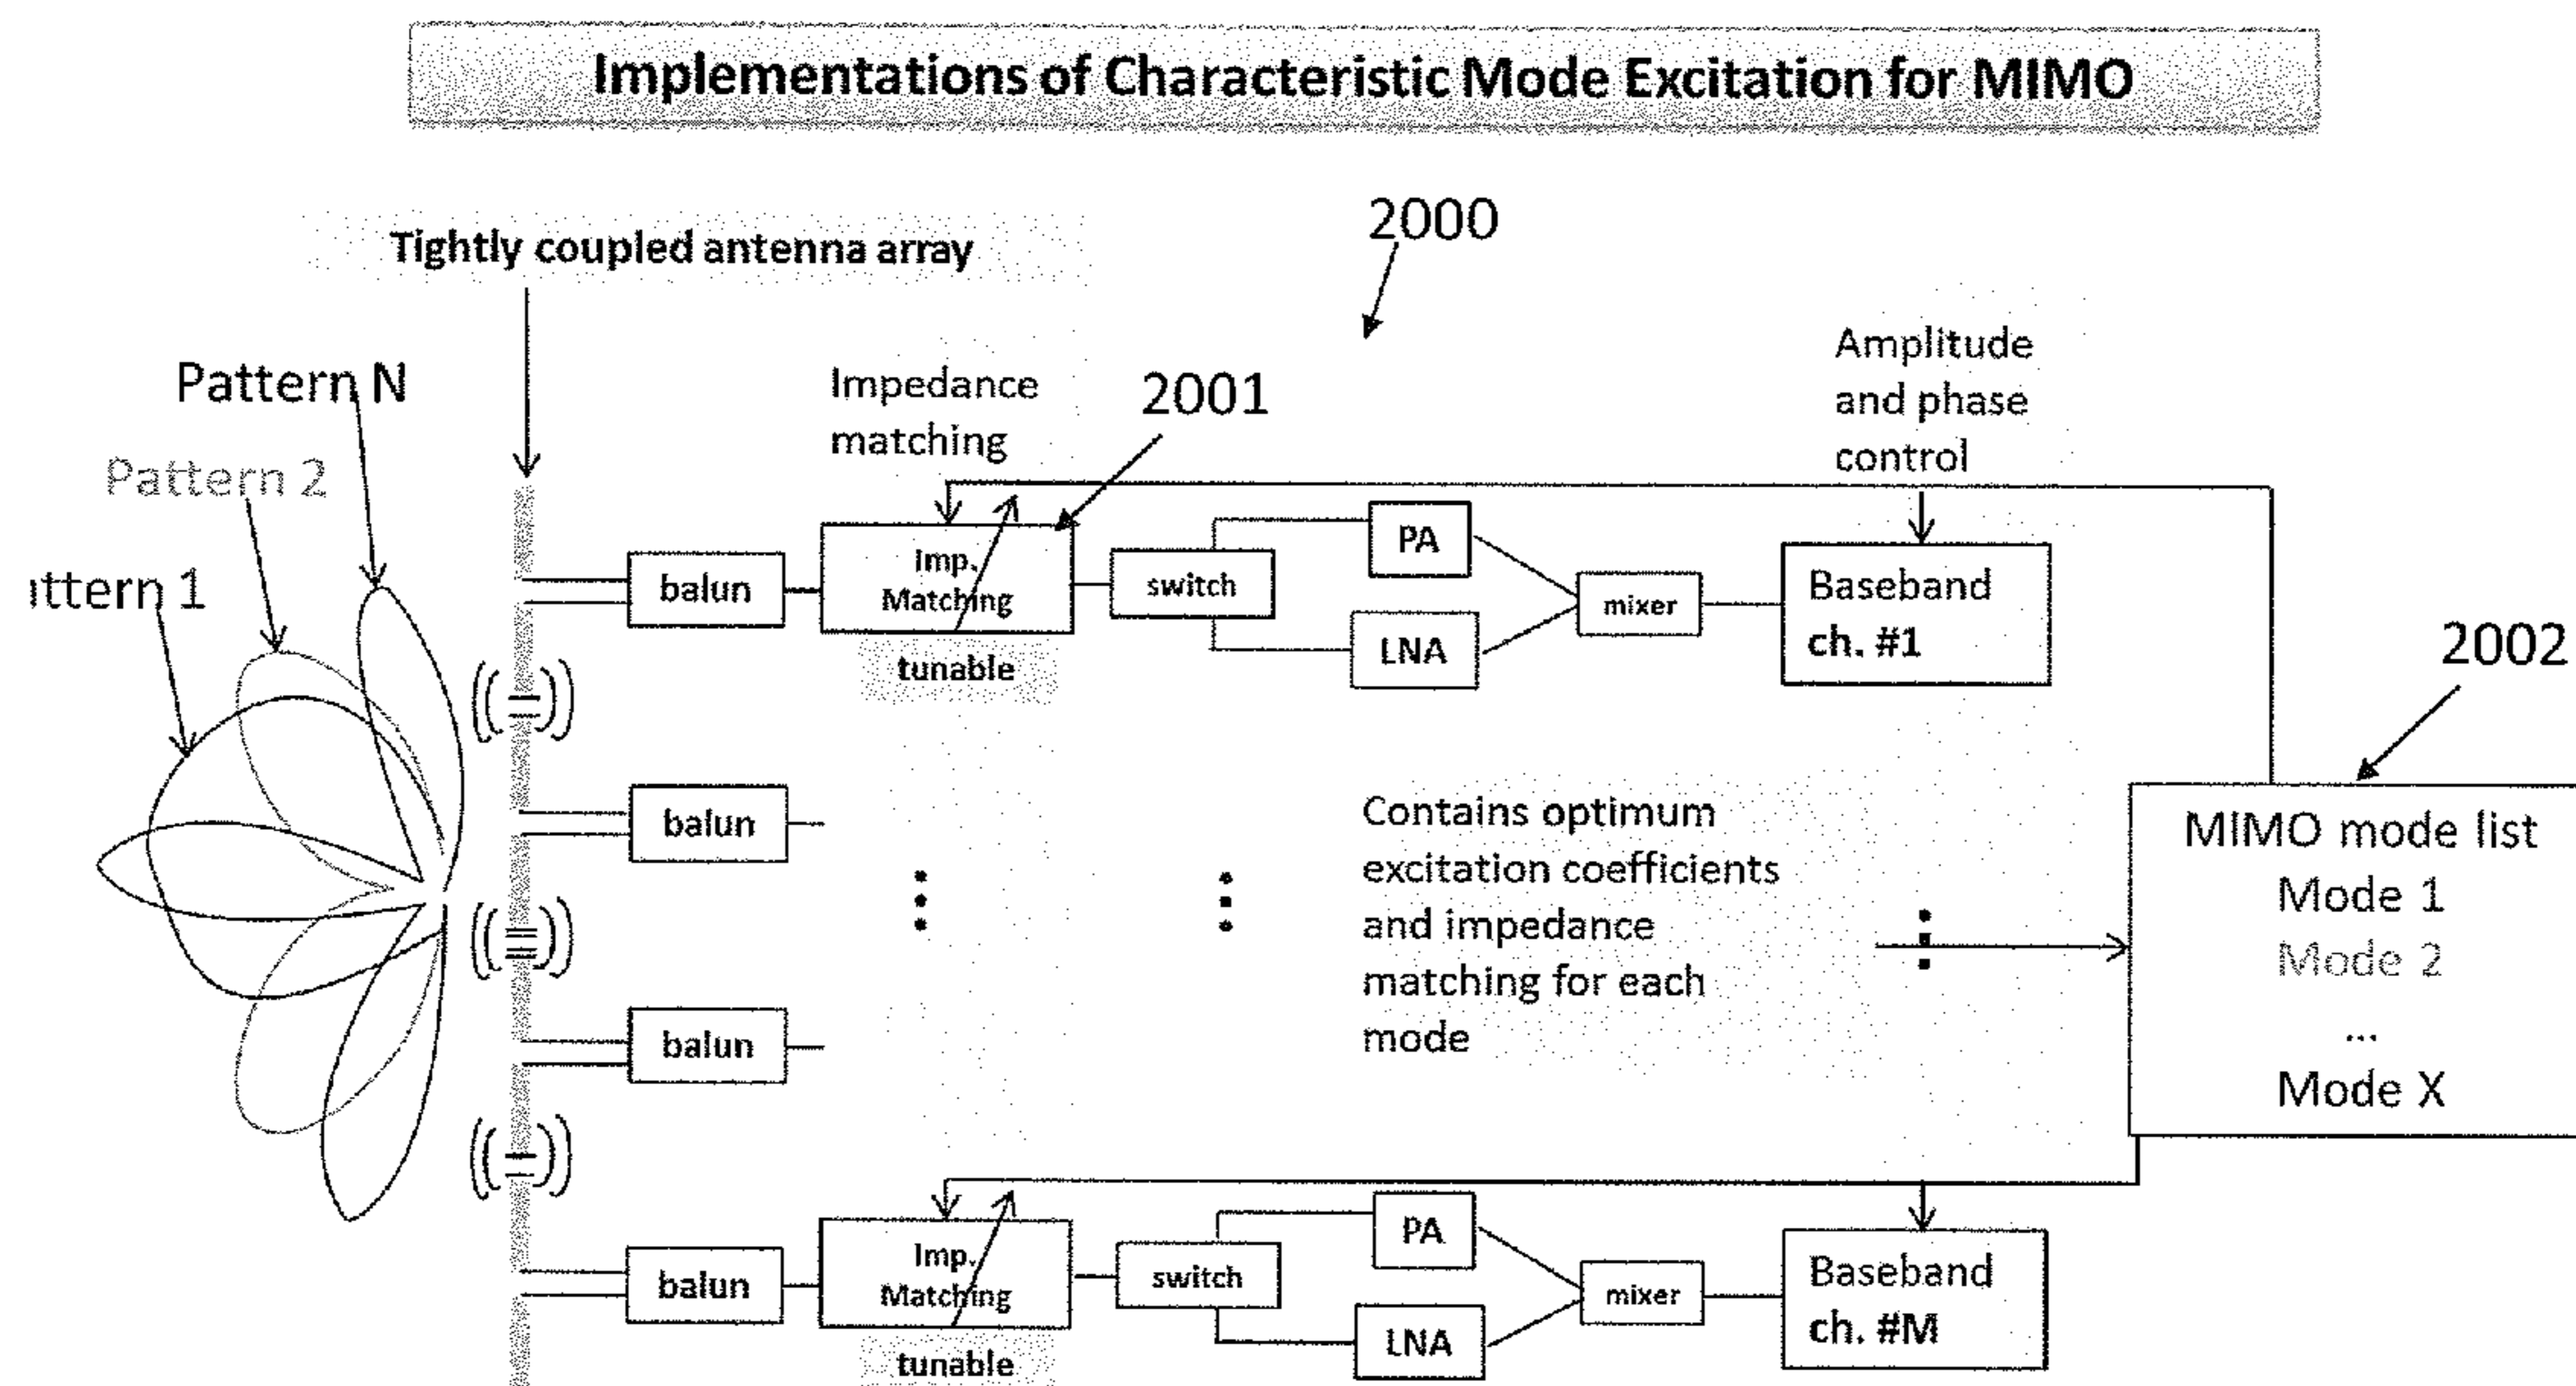 Implementations of Characteristic Mode Excitation for MIMO
2000
Tightly coupled antenna array
Amplitude
and phase
control
Pattern N
Impedance
matching
2001
Pattern 2
ttern 1
balun
Imp.
Matching
tunable
switch
PA
LNA
mixer
Baseband
ch. #1
2002
balun
Contains optimum
excitation coefficients
and impedance
matching for each
mode
MIMO mode list
Mode 1
Mode 2
...
Mode X
balun
balun
Imp.
Matching
tunable
switch
PA
LNA
mixer
Baseband
ch. #M